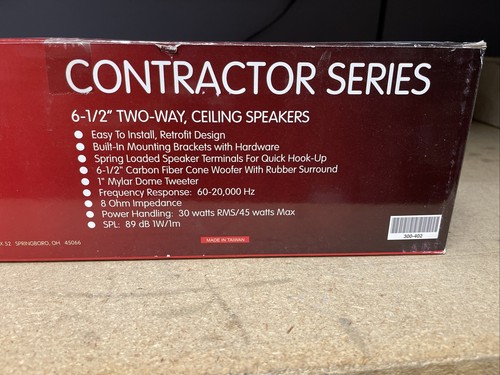 CONTRACTOR SERIES
6-1/2" TWO-WAY, CEILING SPEAKERS
Easy To Install, Retrofit Design
Built-In Mounting Brackets with Hardware
Spring Loaded Speaker Terminals For Quick Hook-Up
6-1/2" Carbon Fiber Cone Woofer With Rubber Surround
1" Mylar Dome Tweeter
Frequency Response: 60-20,000 Hz
8 Ohm Impedance
Power Handling: 30 watts RMS/45 watts Max
SPL: 89 dB 1W/1m
300-402
X 52 SPRINGBORO, OH 45066
MADE IN TAIWAN